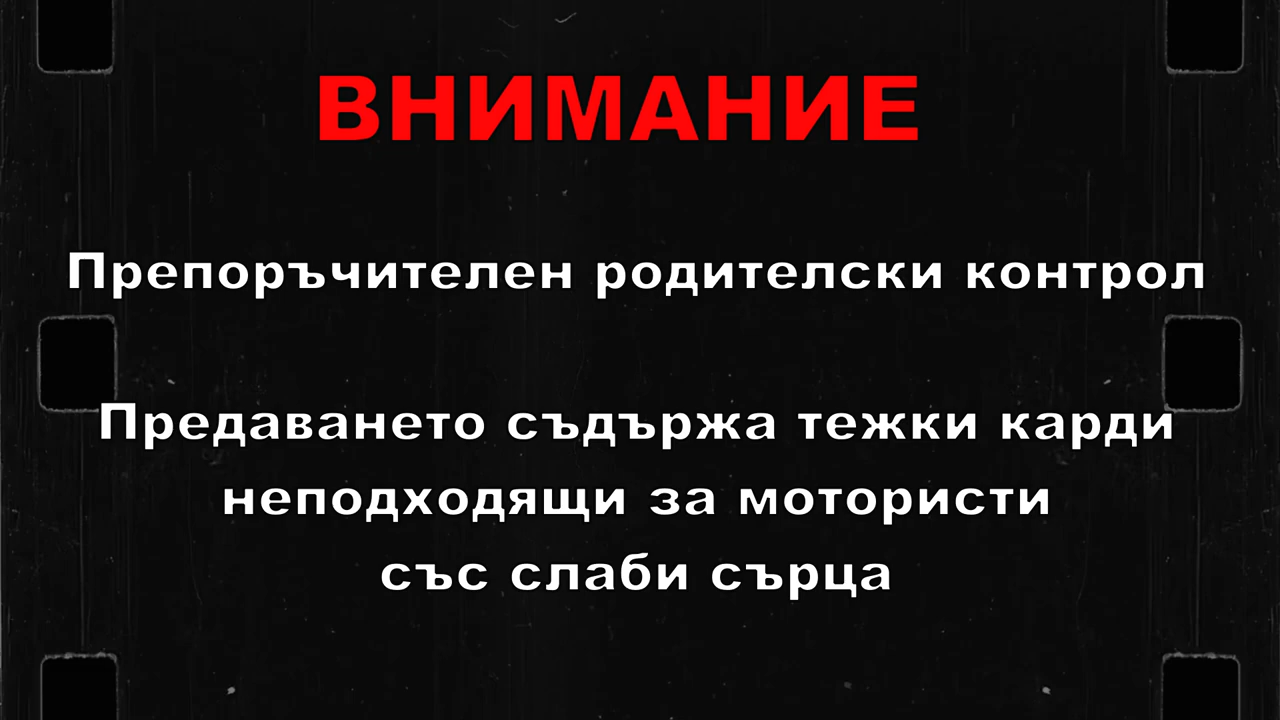 ВНИМАНИЕ
Препоръчителен родителски контрол
Предаването съдържа тежки карди
неподходящи за мотористи
със слаби сърца